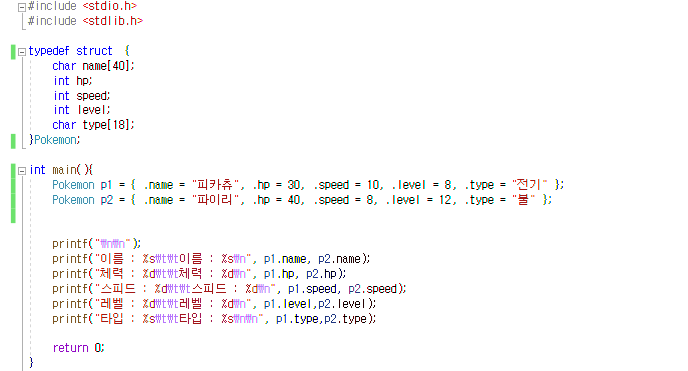 #include <stdio.h>
#include <stdlib.h>
typedef struct {
char name[40];
int hp;
int speed;
int level;
char type[18];
}Pokemon;
int main(){
Pokemon p1 = { .name = "피카츄", .hp = 30, .speed = 10, .level = 8, .type = "전기" };
Pokemon p2 = { .name = "파이리", .hp = 40, .speed = 8, .level = 12, .type = "불" };
printf("₩n₩n");
printf("이름 : %s₩t₩t이름 : %s₩n", p1.name, p2.name);
printf("체력 : %d₩t₩t체력 : %d₩n", p1.hp, p2.hp);
printf("스피드 : %d₩t₩t스피드 : %d₩n", p1.speed, p2.speed);
printf("레벨 : %d₩t₩t레벨 : %d₩n", p1.level,p2.level);
printf("타입 : %s₩t₩t타입 : %s₩n₩n", p1.type,p2.type);
return 0;
}